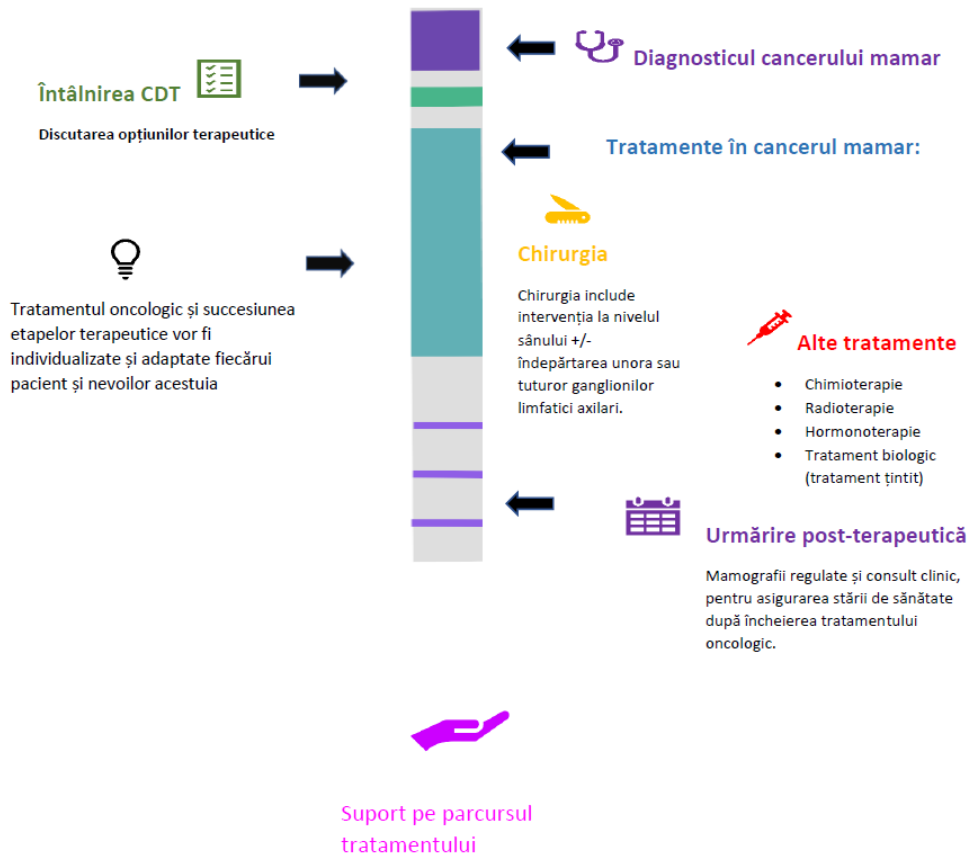 Diagnosticul cancerului mamar
Întâlnirea CDT
Discutarea opțiunilor terapeutice
Tratamente în cancerul mamar:
Chirurgia
Chirurgia include
intervenția la nivelul
sânului +/-
îndepărtarea unora sau
tuturor ganglionilor
limfatici axilari.
Tratamentul oncologic și succesiunea
etapelor terapeutice vor fi
individualizate și adaptate fiecărui
pacient și nevoilor acestuia
Alte tratamente
• Chimioterapie
• Radioterapie
• Hormonoterapie
• Tratament biologic
(tratament țintit)
Urmărire post-terapeutică
Mamografii regulate și consult clinic,
pentru asigurarea stării de sănătate
după încheierea tratamentului
oncologic.
Suport pe parcursul
tratamentului